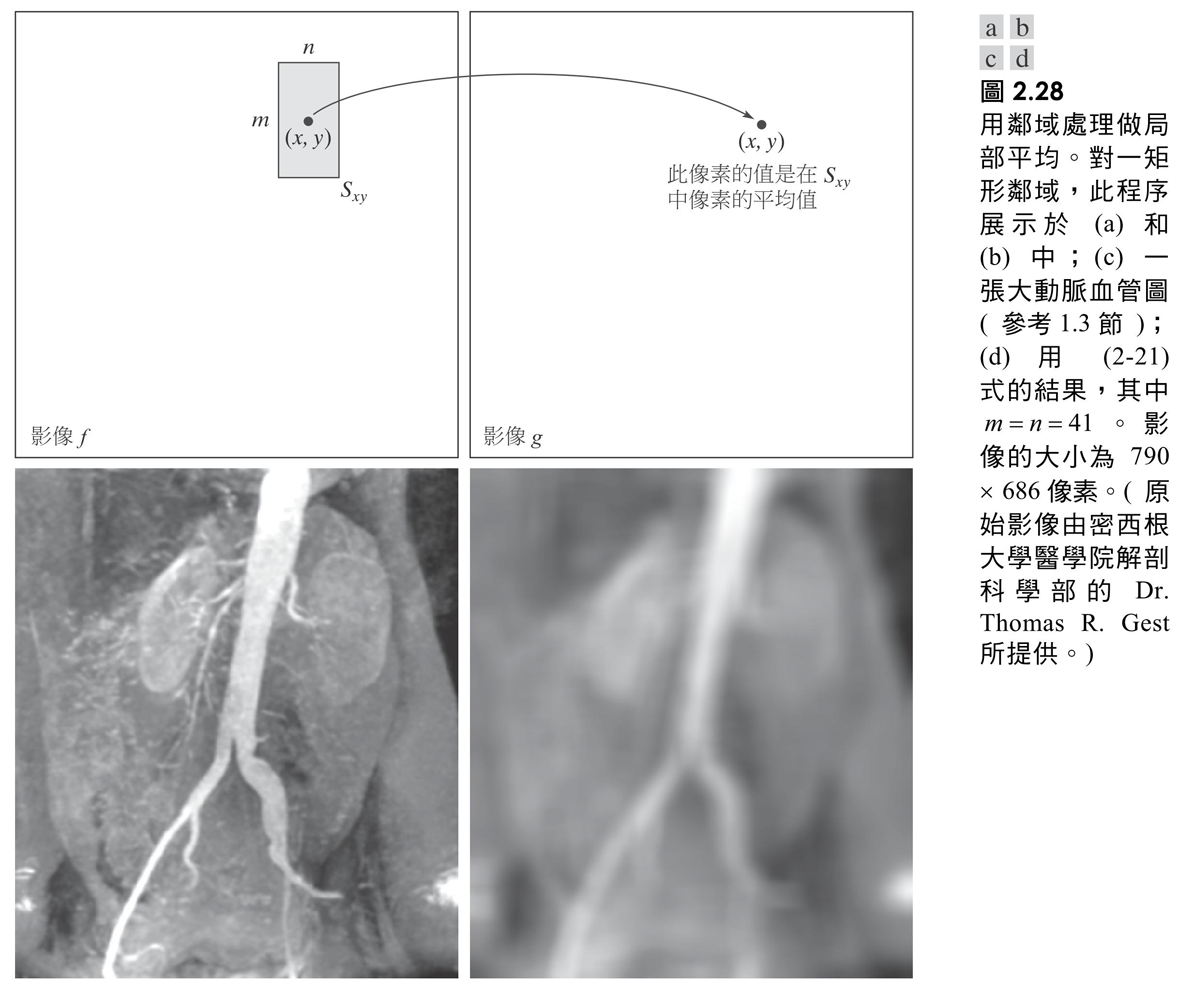 n
m
(x, y)
S_xy
影像 f
(x, y)
此像素的值是在 S_xy
中像素的平均值
影像 g
a b
c d
圖 2.28
用鄰域處理做局
部平均。對一矩
形鄰域，此程序
展示於 (a) 和
(b) 中；(c) 一
張大動脈血管圖
( 參考 1.3 節 )；
(d) 用 (2-21)
式的結果，其中
m = n = 41 。影
像的大小為 790
× 686 像素。( 原
始影像由密西根
大學醫學院解剖
科學部的 Dr.
Thomas R. Gest
所提供。)